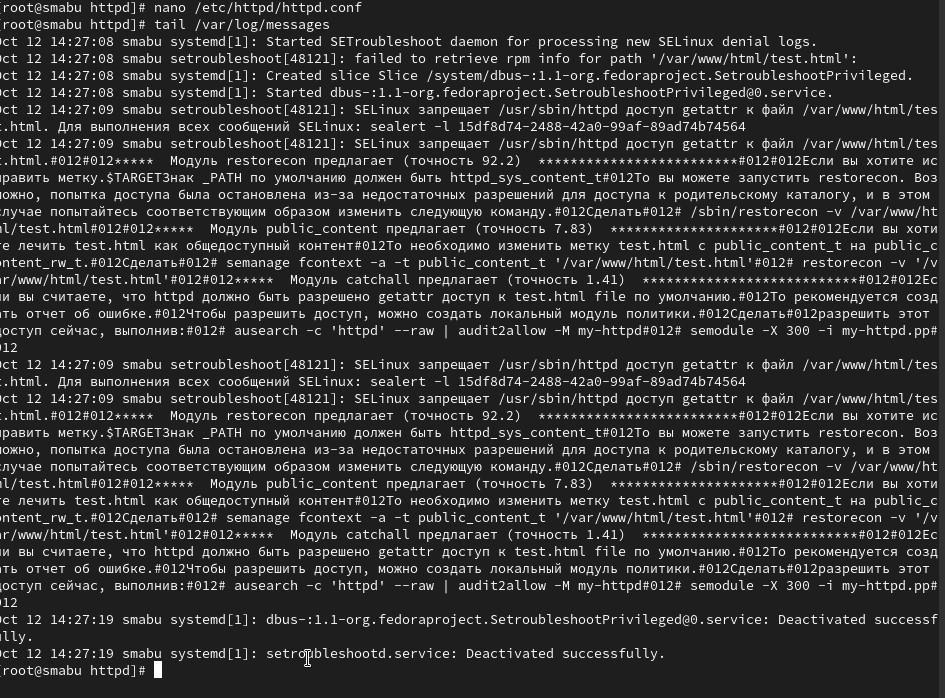 [root@smabu httpd]# nano /etc/httpd/httpd.conf
[root@smabu httpd]# tail /var/log/messages
Oct 12 14:27:08 smabu systemd[1]: Started SETroubleshoot daemon for processing new SELinux denial logs.
Oct 12 14:27:08 smabu setroubleshoot[48121]: failed to retrieve rpm info for path '/var/www/html/test.html':
Oct 12 14:27:08 smabu systemd[1]: Created slice Slice /system/dbus-:1.1-org.fedoraproject.SetroubleshootPrivileged.
Oct 12 14:27:08 smabu systemd[1]: Started dbus-:1.1-org.fedoraproject.SetroubleshootPrivileged@0.service.
Oct 12 14:27:09 smabu setroubleshoot[48121]: SELinux запрещает /usr/sbin/httpd доступ getattr к файл /var/www/html/tes
t.html. Для выполнения всех сообщений SELinux: sealert -l 15df8d74-2488-42a0-99af-89ad74b74564
Oct 12 14:27:09 smabu setroubleshoot[48121]: SELinux запрещает /usr/sbin/httpd доступ getattr к файл /var/www/html/tes
t.html.#012#012*****  Модуль restorecon предлагает (точность 92.2)  *************************#012#012Если вы хотите ис
править метку.$TARGETЗнак _PATH по умолчанию должен быть httpd_sys_content_t#012То вы можете запустить restorecon. Воз
можно, попытка доступа была остановлена из-за недостаточных разрешений для доступа к родительскому каталогу, и в этом
случае попытайтесь соответствующим образом изменить следующую команду.#012Сделать#012# /sbin/restorecon -v /var/www/ht
ml/test.html#012#012*****  Модуль public_content предлагает (точность 7.83)  *********************#012#012Если вы хоти
те лечить test.html как общедоступный контент#012То необходимо изменить метку test.html с public_content_t на public_c
ontent_rw_t.#012Сделать#012# semanage fcontext -a -t public_content_t '/var/www/html/test.html'#012# restorecon -v '/v
ar/www/html/test.html'#012#012*****  Модуль catchall предлагает (точность 1.41)  ***************************#012#012Ес
ли вы считаете, что httpd должно быть разрешено getattr доступ к test.html file по умолчанию.#012То рекомендуется созд
ать отчет об ошибке.#012Чтобы разрешить доступ, можно создать локальный модуль политики.#012Сделать#012разрешить этот
доступ сейчас, выполнив:#012# ausearch -c 'httpd' --raw | audit2allow -M my-httpd#012# semodule -X 300 -i my-httpd.pp#
012
Oct 12 14:27:09 smabu setroubleshoot[48121]: SELinux запрещает /usr/sbin/httpd доступ getattr к файл /var/www/html/tes
t.html. Для выполнения всех сообщений SELinux: sealert -l 15df8d74-2488-42a0-99af-89ad74b74564
Oct 12 14:27:09 smabu setroubleshoot[48121]: SELinux запрещает /usr/sbin/httpd доступ getattr к файл /var/www/html/tes
t.html.#012#012*****  Модуль restorecon предлагает (точность 92.2)  *************************#012#012Если вы хотите ис
править метку.$TARGETЗнак _PATH по умолчанию должен быть httpd_sys_content_t#012То вы можете запустить restorecon. Воз
можно, попытка доступа была остановлена из-за недостаточных разрешений для доступа к родительскому каталогу, и в этом
случае попытайтесь соответствующим образом изменить следующую команду.#012Сделать#012# /sbin/restorecon -v /var/www/ht
ml/test.html#012#012*****  Модуль public_content предлагает (точность 7.83)  *********************#012#012Если вы хоти
те лечить test.html как общедоступный контент#012То необходимо изменить метку test.html с public_content_t на public_c
ontent_rw_t.#012Сделать#012# semanage fcontext -a -t public_content_t '/var/www/html/test.html'#012# restorecon -v '/v
ar/www/html/test.html'#012#012*****  Модуль catchall предлагает (точность 1.41)  ***************************#012#012Ес
ли вы считаете, что httpd должно быть разрешено getattr доступ к test.html file по умолчанию.#012То рекомендуется созд
ать отчет об ошибке.#012Чтобы разрешить доступ, можно создать локальный модуль политики.#012Сделать#012разрешить этот
доступ сейчас, выполнив:#012# ausearch -c 'httpd' --raw | audit2allow -M my-httpd#012# semodule -X 300 -i my-httpd.pp#
012
Oct 12 14:27:19 smabu systemd[1]: dbus-:1.1-org.fedoraproject.SetroubleshootPrivileged@0.service: Deactivated successf
ully.
Oct 12 14:27:19 smabu systemd[1]: setroubleshootd.service: Deactivated successfully.
[root@smabu httpd]#